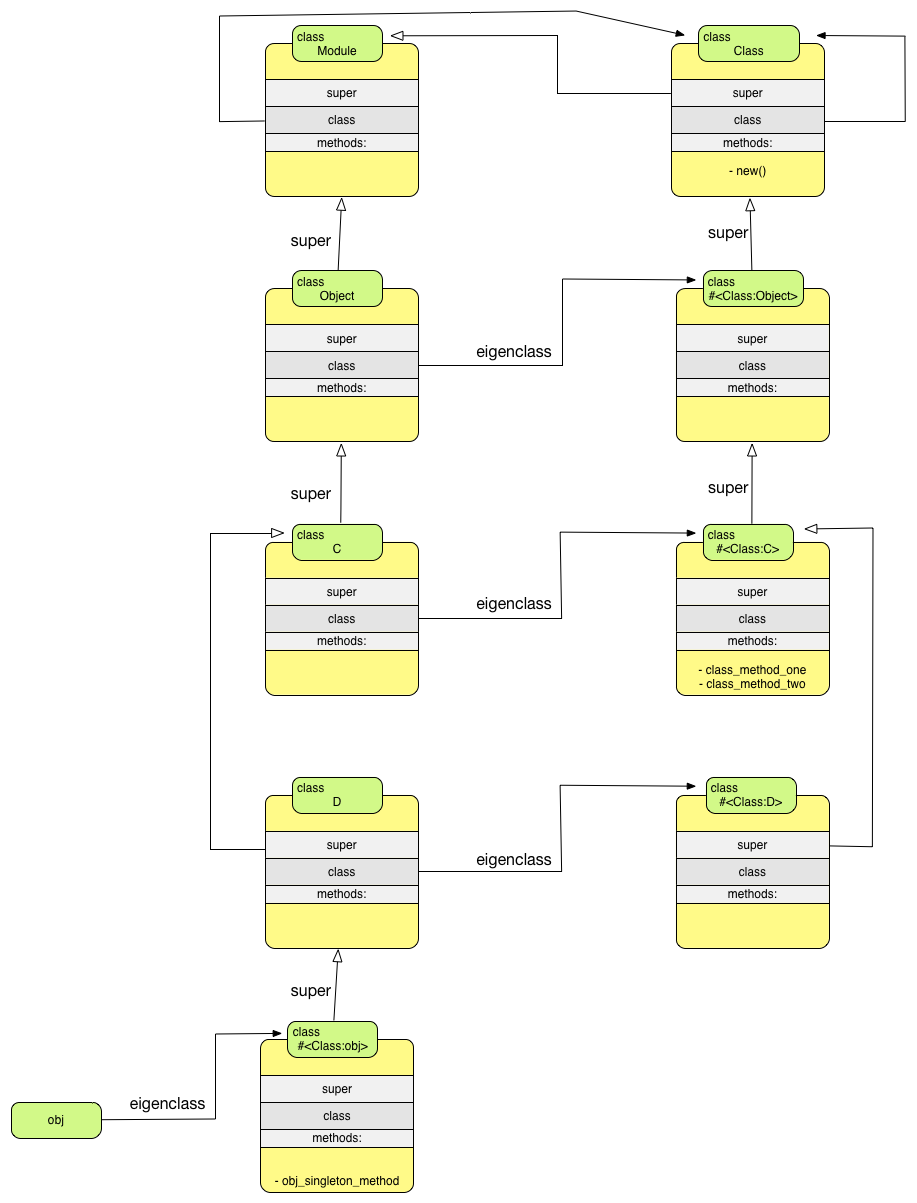 class
Module
super
class
methods:
class
Class
super
class
methods:
- new()
super
super
class
Object
super
class
methods:
eigenclass
class
#<Class:Object>
super
class
methods:
super
super
class
C
super
class
methods:
eigenclass
class
#<Class:C>
super
class
methods:
- class_method_one
- class_method_two
class
D
super
class
methods:
eigenclass
class
#<Class:D>
super
class
methods:
super
obj
eigenclass
class
#<Class:obj>
super
class
methods:
- obj_singleton_method